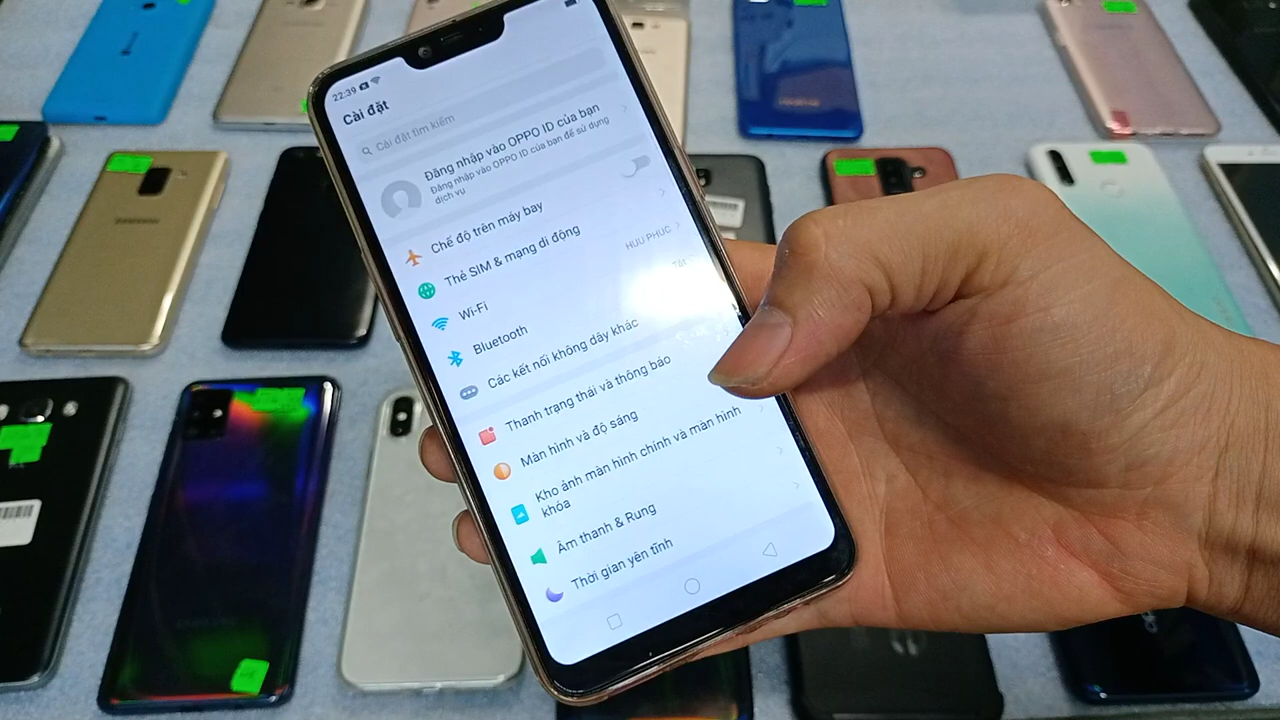 22:39
Cài đặt
Cài đặt tìm kiếm
Đăng nhập vào OPPO ID của bạn
Đăng nhập vào OPPO ID của bạn để sử dụng
dịch vụ
Chế độ trên máy bay
Thẻ SIM & mạng di động
Wi-Fi
HUU PHUC
Bluetooth
Tắt
Các kết nối không dây khác
Thanh trạng thái và thông báo
Màn hình và độ sáng
Kho ảnh màn hình chính và màn hình
khóa
Âm thanh & Rung
Thời gian yên tĩnh
SAMSUNG